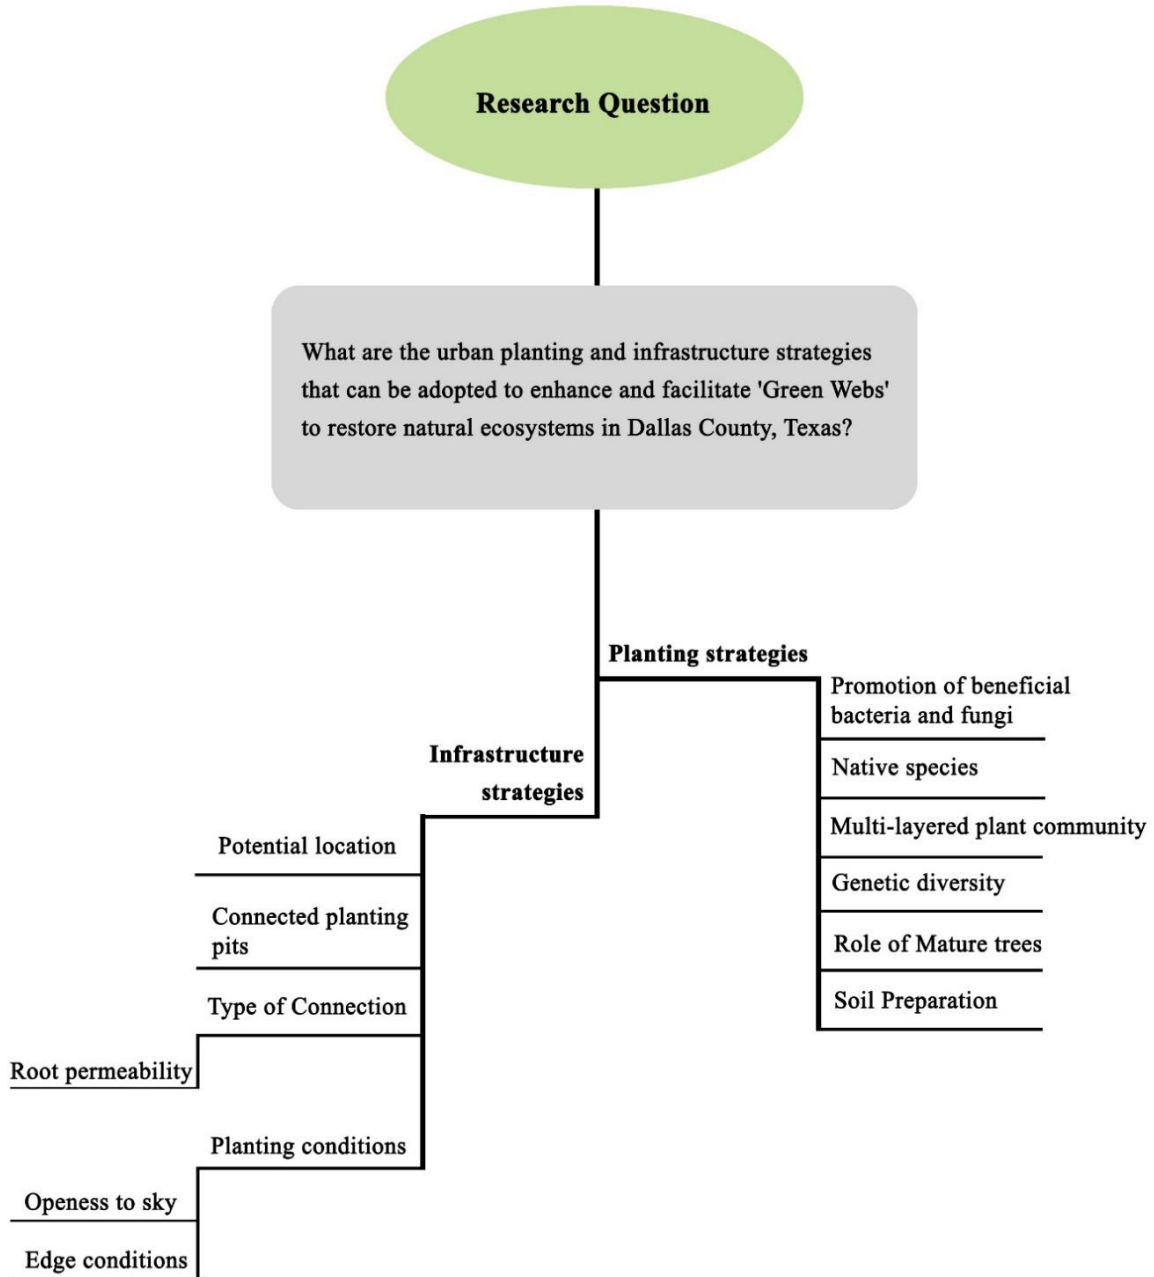 Research Question
What are the urban planting and infrastructure strategies
that can be adopted to enhance and facilitate 'Green Webs'
to restore natural ecosystems in Dallas County, Texas?
Planting strategies
Promotion of beneficial
bacteria and fungi
Native species
Multi-layered plant community
Genetic diversity
Role of Mature trees
Soil Preparation
Infrastructure
strategies
Potential location
Connected planting
pits
Type of Connection
Root permeability
Planting conditions
Openess to sky
Edge conditions